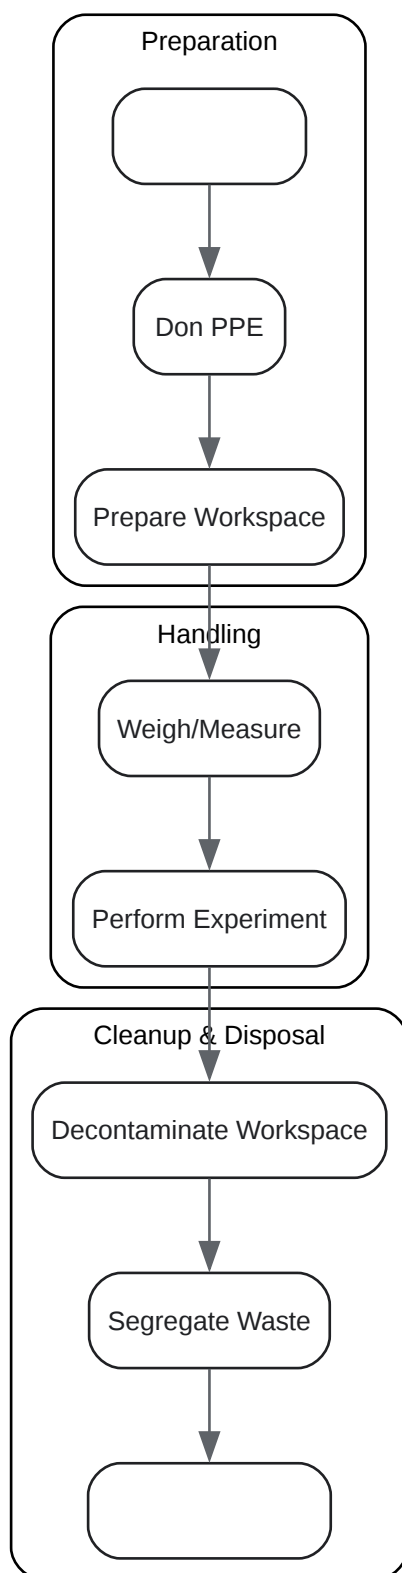 Preparation
Don PPE
Prepare Workspace
Handling
Weigh/Measure
Perform Experiment
Cleanup & Disposal
Decontaminate Workspace
Segregate Waste